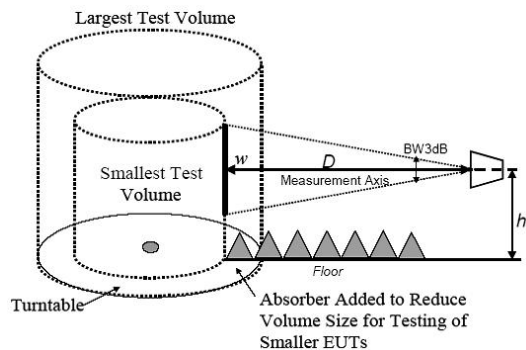 Largest Test Volume
BW3dB
w
D
Smallest Test
Volume
Measurement Axis
h
Floor
Turntable
Absorber Added to Reduce
Volume Size for Testing of
Smaller EUTs